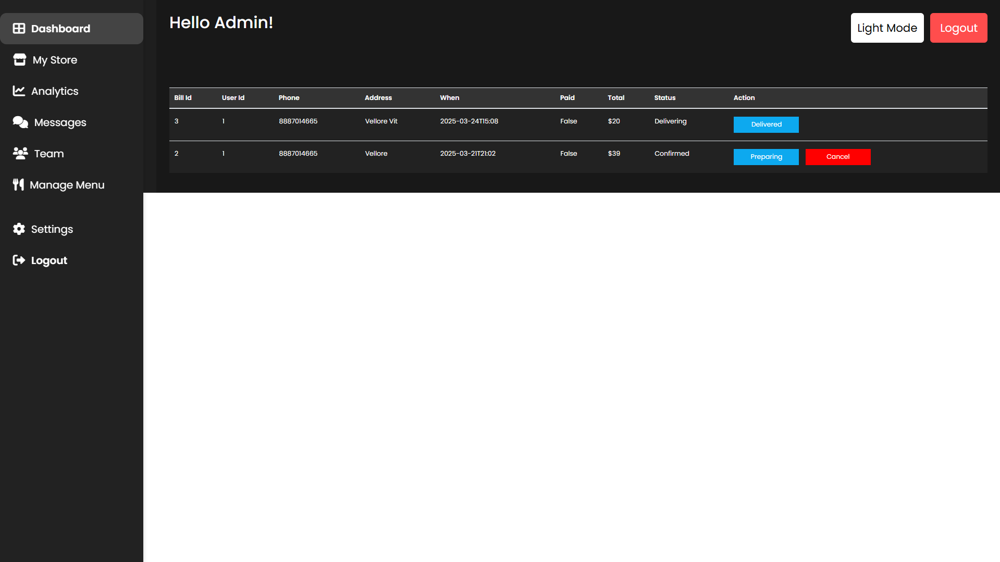 Dashboard
My Store
Analytics
Messages
Team
Manage Menu
Settings
Logout
Hello Admin!
Light Mode Logout
Bill Id User Id Phone Address When Paid Total Status Action
3 1 8887014665 Vellore Vit 2025-03-24T15:08 False $20 Delivering Delivered
2 1 8887014665 Vellore 2025-03-21T21:02 False $39 Confirmed Preparing Cancel